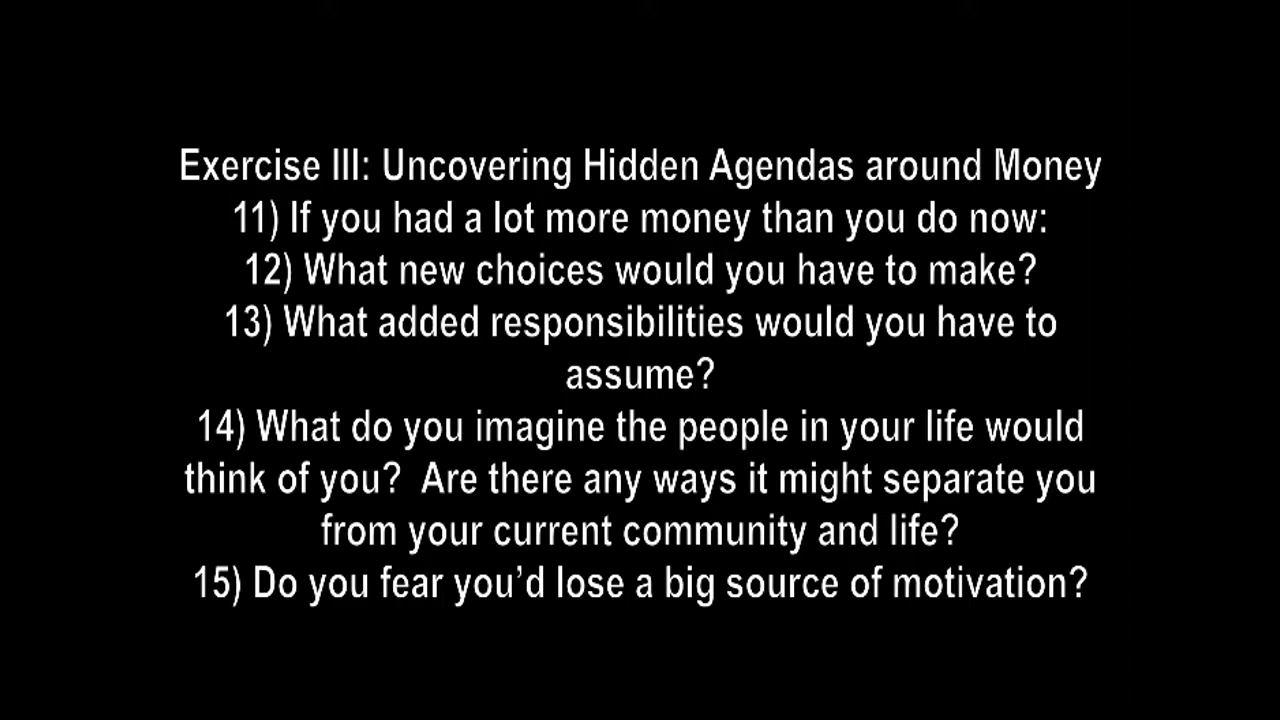 Exercise III: Uncovering Hidden Agendas around Money
11) If you had a lot more money than you do now:
12) What new choices would you have to make?
13) What added responsibilities would you have to
assume?
14) What do you imagine the people in your life would
think of you?  Are there any ways it might separate you
from your current community and life?
15) Do you fear you’d lose a big source of motivation?